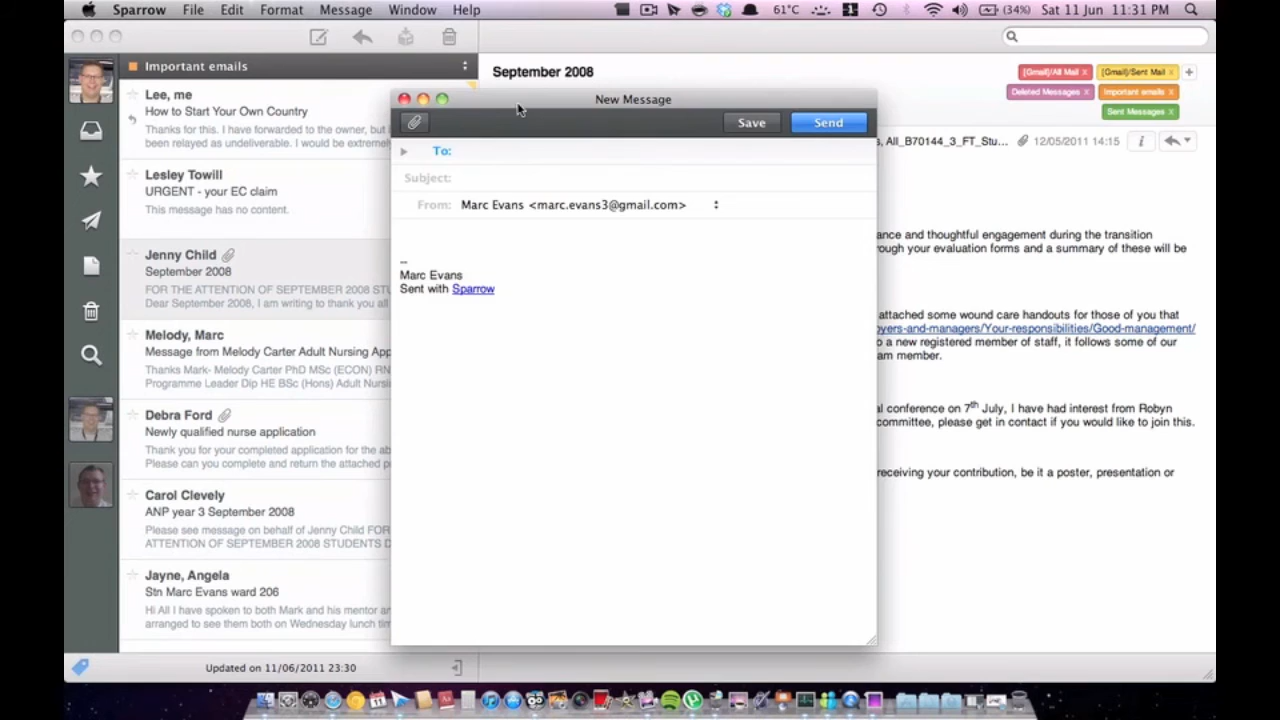 Sparrow File Edit Format Message Window Help
61°C (34%) Sat 11 Jun 11:31 PM
Important emails
Lee, me
How to Start Your Own Country
Thanks for this. I have forwarded to the owner, but
been relayed as undeliverable. I would be extremely
Lesley Towill
URGENT - your EC claim
This message has no content.
Jenny Child
September 2008
FOR THE ATTENTION OF SEPTEMBER 2008 STU
Dear September 2008, I am writing to thank you all
Melody, Marc
Message from Melody Carter Adult Nursing App
Thanks Mark- Melody Carter PhD MSc (ECON) RN
Programme Leader Dip HE BSc (Hons) Adult Nursi
Debra Ford
Newly qualified nurse application
Thank you for your completed application for the ab
Please can you complete and return the attached p
Carol Clevely
ANP year 3 September 2008
Please see message on behalf of Jenny Child FOR
ATTENTION OF SEPTEMBER 2008 STUDENTS D
Jayne, Angela
Stn Marc Evans ward 206
Hi All I have spoken to both Mark and his mentor an
arranged to see them both on Wednesday lunch tim
Updated on 11/06/2011 23:30
September 2008
[Gmail]/All Mail x [Gmail]/Sent Mail x +
Deleted Messages x Important emails x
Sent Messages x
New Message
Save Send
To:
Subject:
From: Marc Evans <marc.evans3@gmail.com>
--
Marc Evans
Sent with Sparrow
s, All_B70144_3_FT_Stu... 12/05/2011 14:15 i
ance and thoughtful engagement during the transition
rough your evaluation forms and a summary of these will be
attached some wound care handouts for those of you that
oyers-and-managers/Your-responsibilities/Good-management/
o a new registered member of staff, it follows some of our
am member.
al conference on 7th July, I have had interest from Robyn
committee, please get in contact if you would like to join this.
receiving your contribution, be it a poster, presentation or